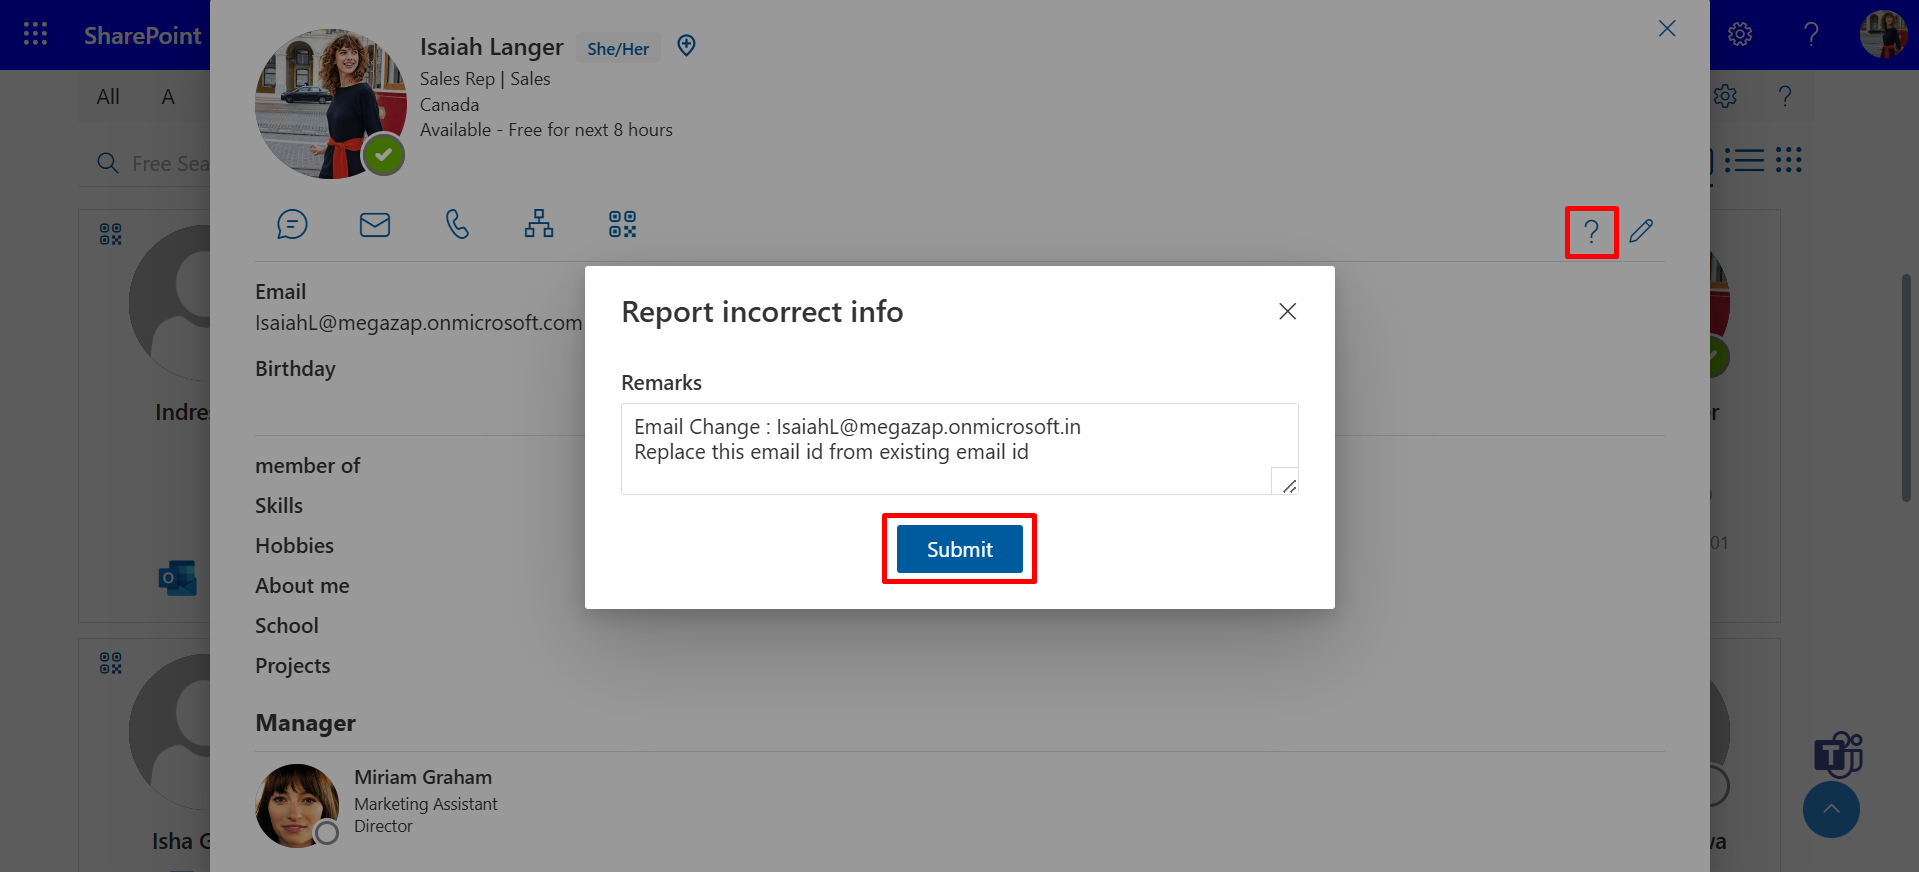 SharePoint
Isaiah Langer
She/Her
Sales Rep | Sales
Canada
Available - Free for next 8 hours
All
A
?
?
Free Sea
?
Email
IsaiahL@megazap.onmicrosoft.com
Birthday
Report incorrect info
Remarks
Email Change : IsaiahL@megazap.onmicrosoft.in
Replace this email id from existing email id
Submit
Indre
r
01
member of
Skills
Hobbies
About me
School
Projects
Manager
Miriam Graham
Marketing Assistant
Director
Isha G
va